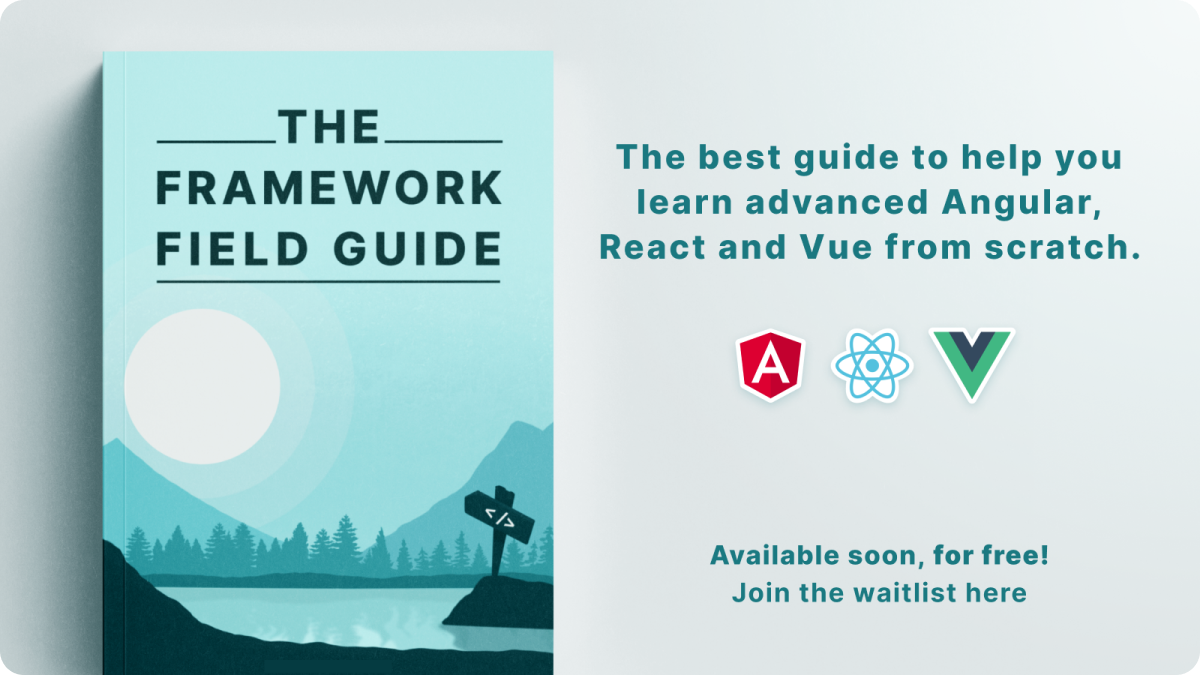 THE
FRAMEWORK
FIELD GUIDE
</>
The best guide to help you
learn advanced Angular,
React and Vue from scratch.
A
Available soon, for free!
Join the waitlist here